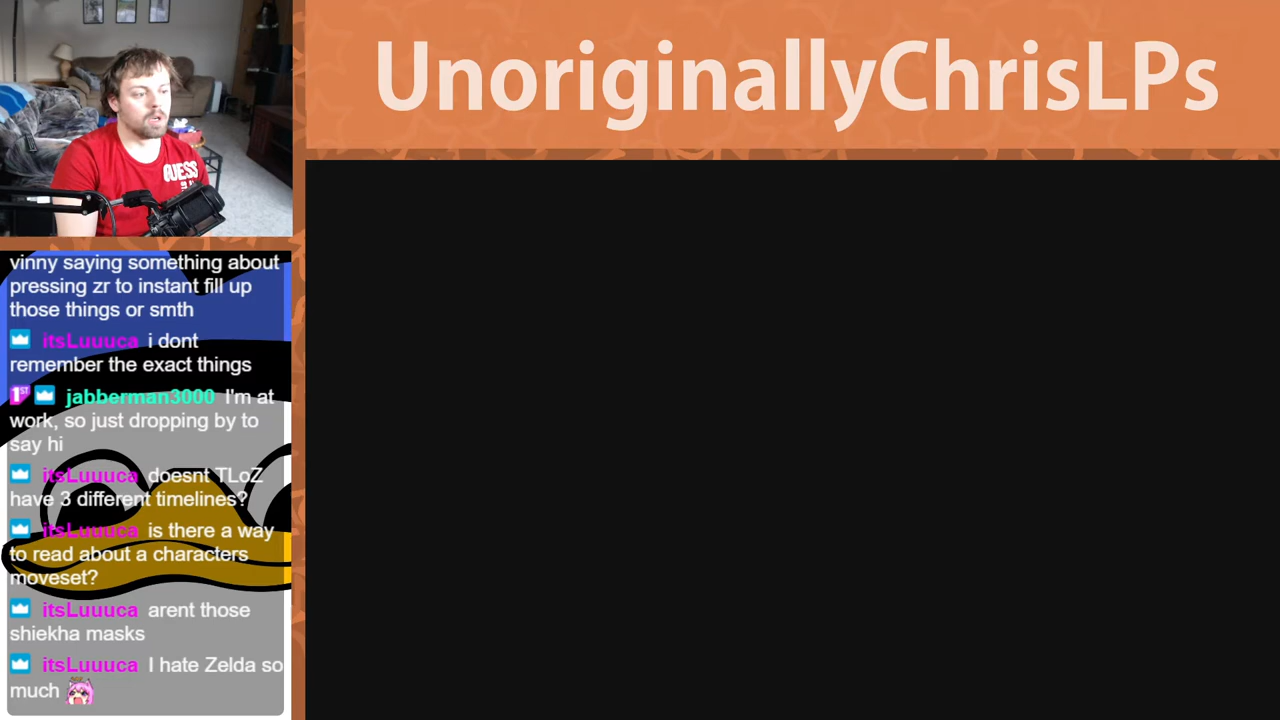 UnoriginallyChrisLPs
GUESS
vinny saying something about
pressing zr to instant fill up
those things or smth
itsLuuuca i dont
remember the exact things
1ST jabberman3000 I'm at
work, so just dropping by to
say hi
itsLuuuca doesnt TLoZ
have 3 different timelines?
itsLuuuca is there a way
to read about a characters
moveset?
itsLuuuca arent those
shiekha masks
itsLuuuca I hate Zelda so
much